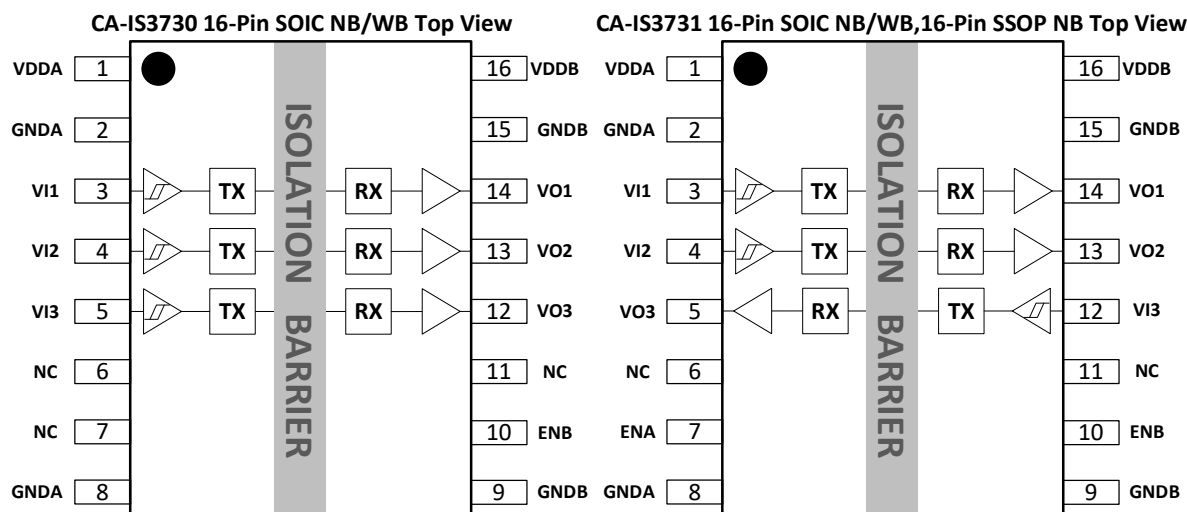 CA-IS3730 16-Pin SOIC NB/WB Top View
VDDA 1 16 VDDB
GNDA 2 15 GNDB
VI1 3 TX RX 14 VO1
VI2 4 TX RX 13 VO2
VI3 5 TX RX 12 VO3
NC 6 11 NC
NC 7 10 ENB
GNDA 8 9 GNDB
ISOLATION BARRIER
CA-IS3731 16-Pin SOIC NB/WB,16-Pin SSOP NB Top View
VDDA 1 16 VDDB
GNDA 2 15 GNDB
VI1 3 TX RX 14 VO1
VI2 4 TX RX 13 VO2
VO3 5 RX TX 12 VI3
NC 6 11 NC
ENA 7 10 ENB
GNDA 8 9 GNDB
ISOLATION BARRIER